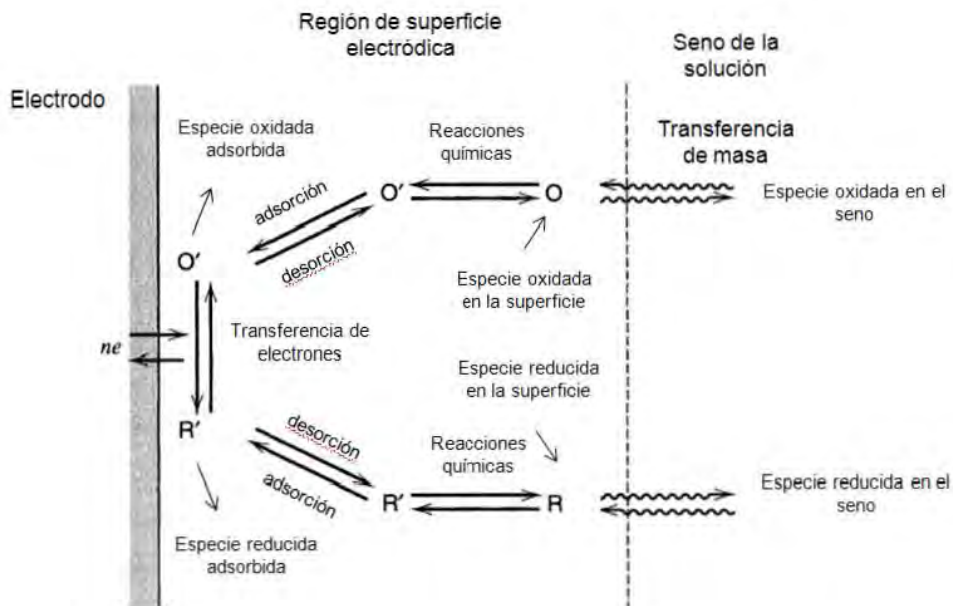 Región de superficie
electródica
Seno de la
solución
Electrodo
Especie oxidada
adsorbida
Reacciones
químicas
Transferencia
de masa
adsorción
desorción
O'
O
Especie oxidada en el
seno
O'
Especie oxidada
en la superficie
ne
Transferencia de
electrones
Especie reducida
en la superficie
R'
desorción
adsorción
Reacciones
químicas
R'
R
Especie reducida en el
seno
Especie reducida
adsorbida